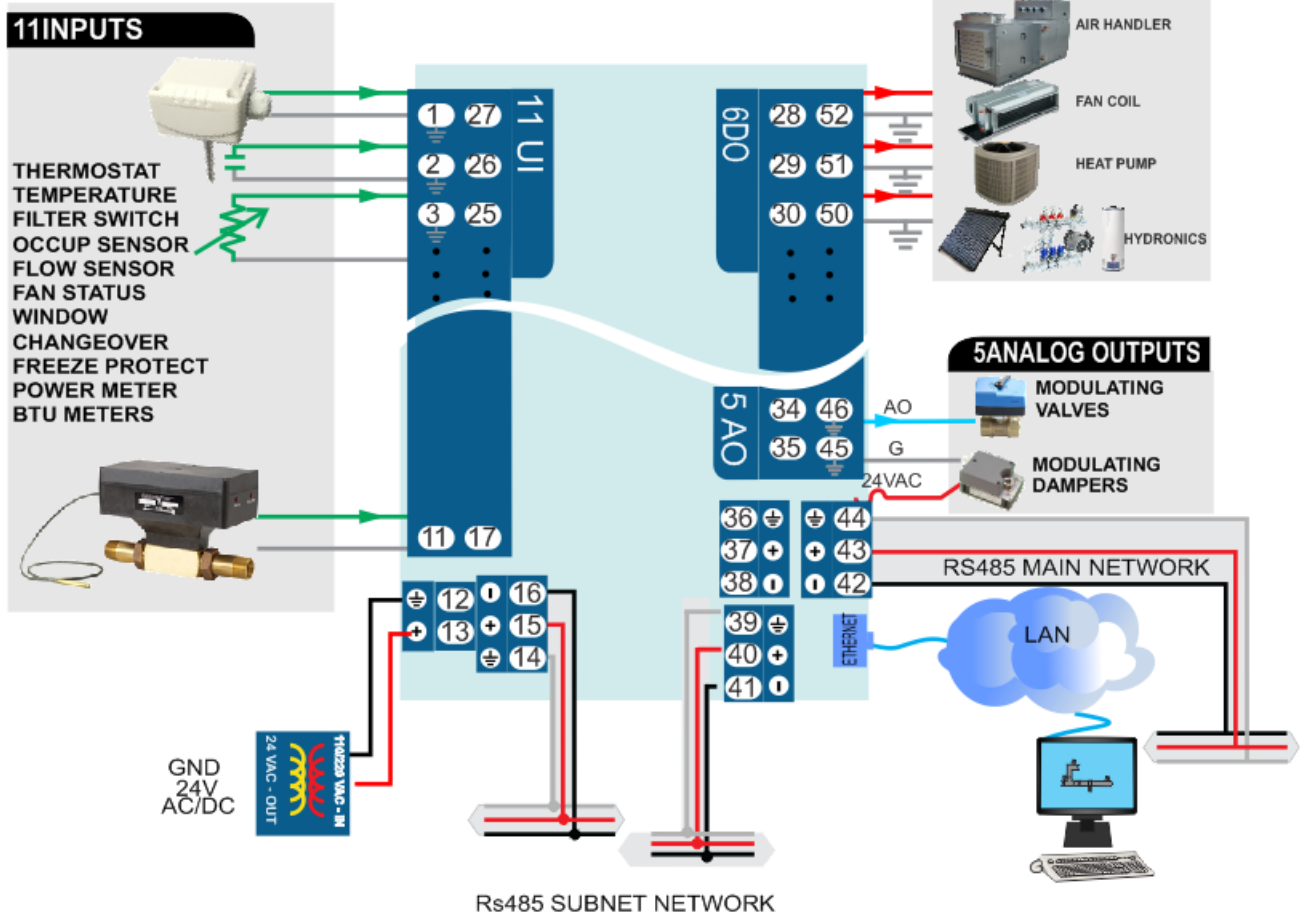 11INPUTS
THERMOSTAT
TEMPERATURE
FILTER SWITCH
OCCUP SENSOR
FLOW SENSOR
FAN STATUS
WINDOW
CHANGEOVER
FREEZE PROTECT
POWER METER
BTU METERS
1 27
2 26
3 25
11 UI
11 17
6DO
28 52
29 51
30 50
AIR HANDLER
FAN COIL
HEAT PUMP
HYDRONICS
5 AO
34 46
35 45
AO
G
24VAC
5ANALOG OUTPUTS
MODULATING
VALVES
MODULATING
DAMPERS
36 44
37 + + 43
38 42
RS485 MAIN NETWORK
12 16
+ 13 + 15
14
39
40 +
41
ETHERNET
LAN
GND
24V
AC/DC
24 VAC - OUT
110/220 VAC - IN
Rs485 SUBNET NETWORK